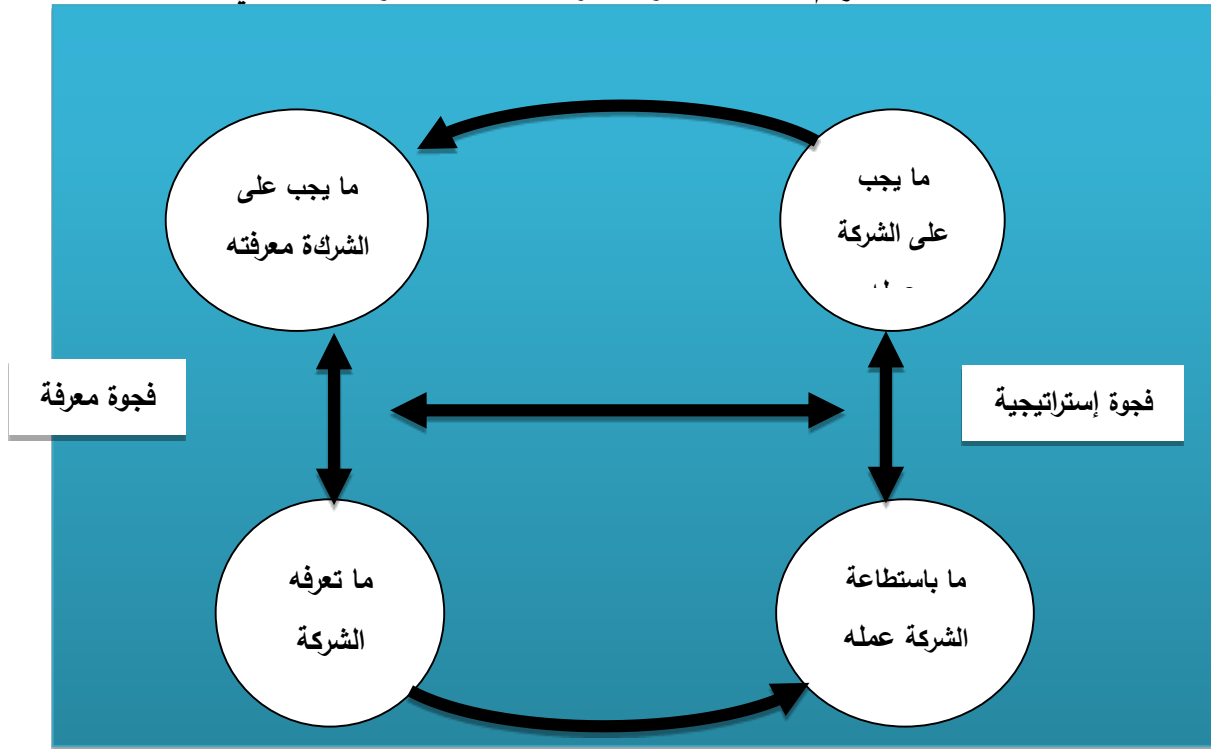 ما يجب
على الشركة
ما يجب على
الشركة معرفته
فجوة إستراتيجية
فجوة معرفة
ما باستطاعة
الشركة عمله
ما تعرفه
الشركة